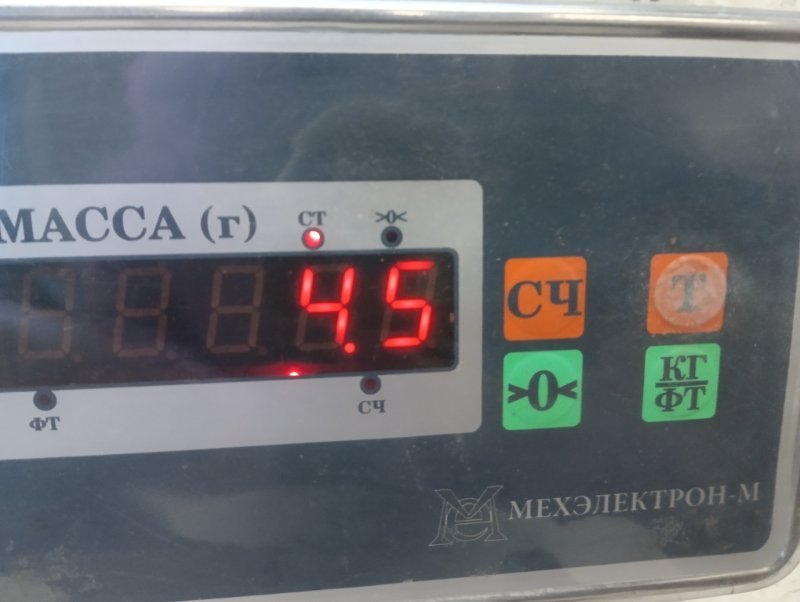 МАССА (г)
СТ
>0<
4.5
ФТ
СЧ
СЧ
Т
>0<
КГ
ФТ
МЕХЭЛЕКТРОН-М